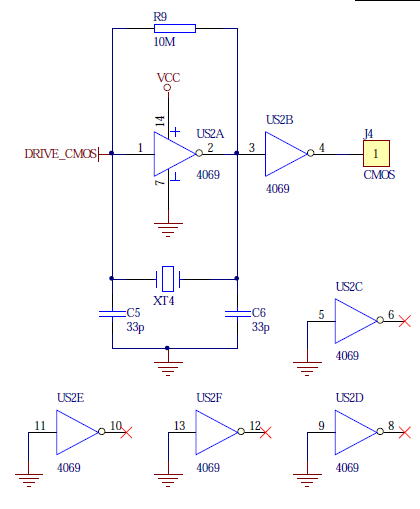 R9
10M
VCC
14
US2A
US2B
J4
DRIVE_CMOS
1
2
3
4
1
7
4069
4069
CMOS
XT4
C5
33p
C6
33p
US2C
5
6
4069
US2E
US2F
US2D
11
10
13
12
9
8
4069
4069
4069